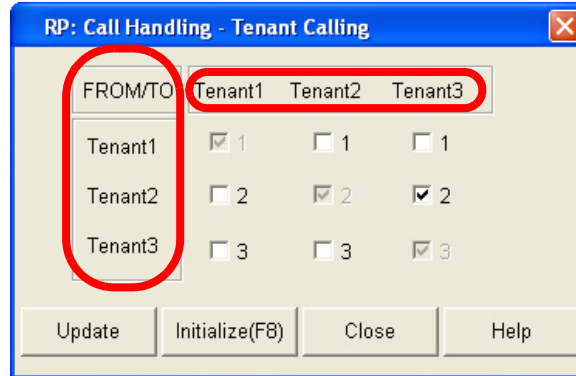 RP: Call Handling - Tenant Calling
FROM/TO Tenant1 Tenant2 Tenant3
Tenant1 1 1 1
Tenant2 2 2 2
Tenant3 3 3 3
Update Initialize(F8) Close Help